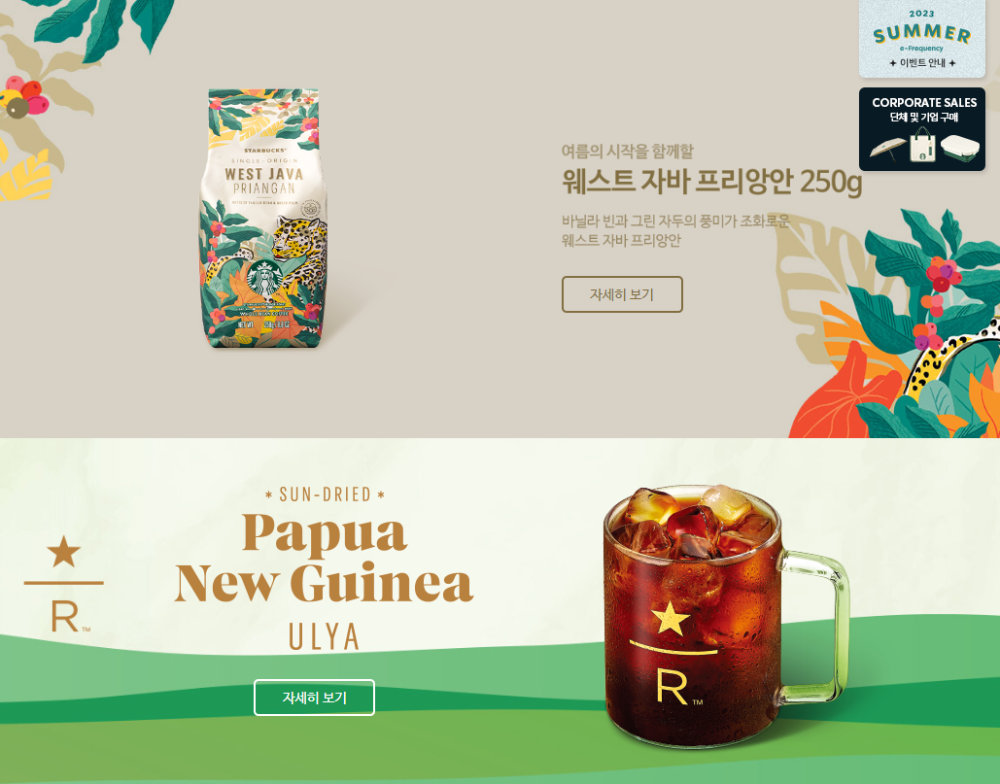 2023
SUMMER
e-Frequency
이벤트 안내
CORPORATE SALES
단체 및 기업 구매
STARBUCKS®
SINGLE-ORIGIN
WEST JAVA
PRIANGAN
여름의 시작을 함께할
웨스트 자바 프리앙안 250g
바닐라 빈과 그린 자두의 풍미가 조화로운
웨스트 자바 프리앙안
자세히 보기
* SUN-DRIED *
Papua
New Guinea
ULYA
자세히 보기
R™
R™